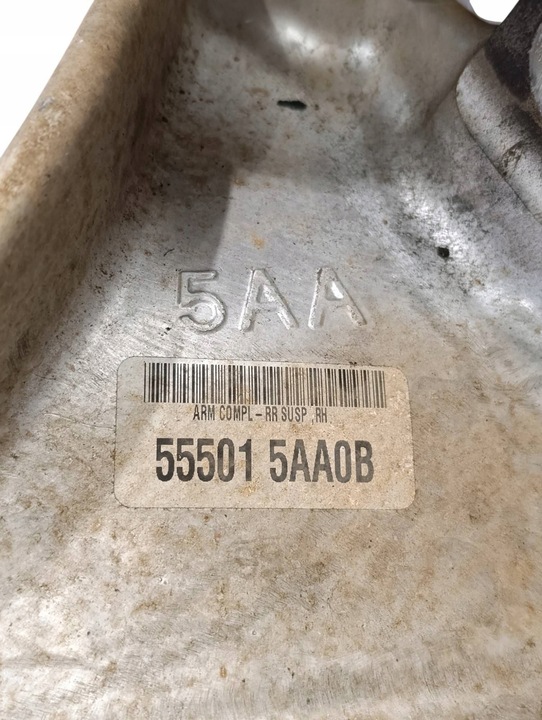 5AA
ARM COMPL-RR SUSP ,RH
55501 5AA0B